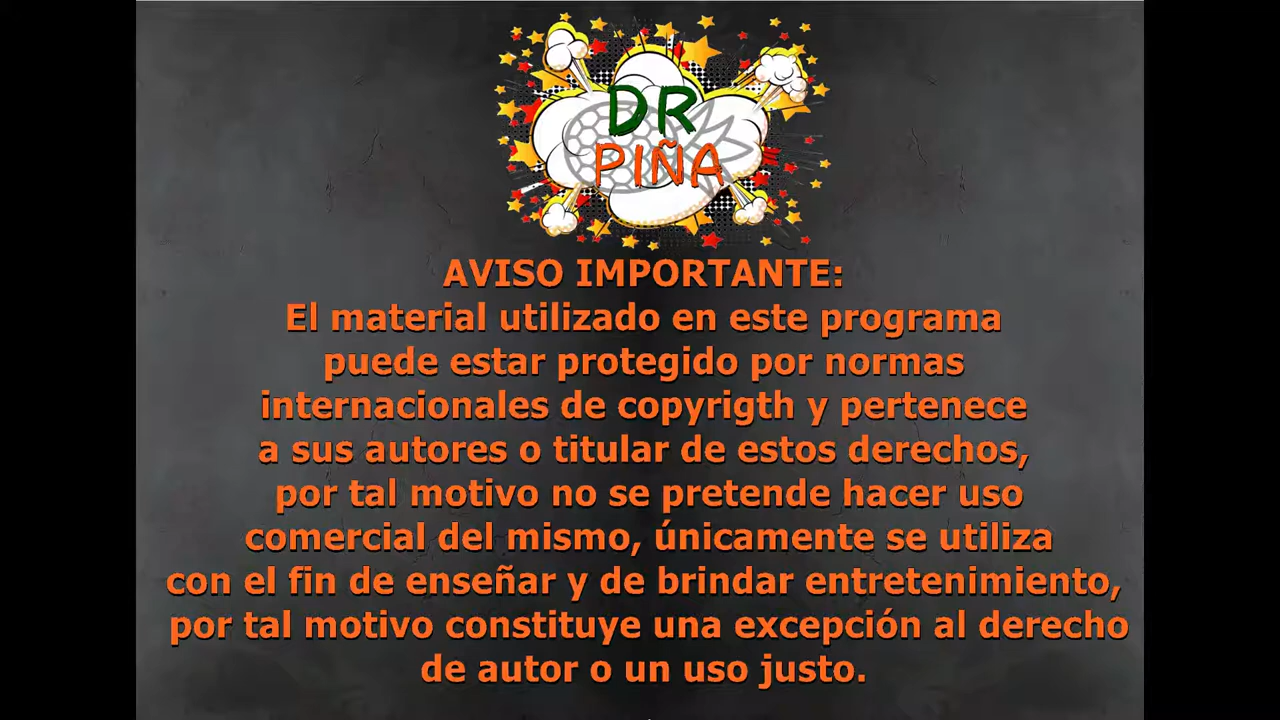 DR
PIÑA
AVISO IMPORTANTE:
El material utilizado en este programa
puede estar protegido por normas
internacionales de copyrigth y pertenece
a sus autores o titular de estos derechos,
por tal motivo no se pretende hacer uso
comercial del mismo, únicamente se utiliza
con el fin de enseñar y de brindar entretenimiento,
por tal motivo constituye una excepción al derecho
de autor o un uso justo.